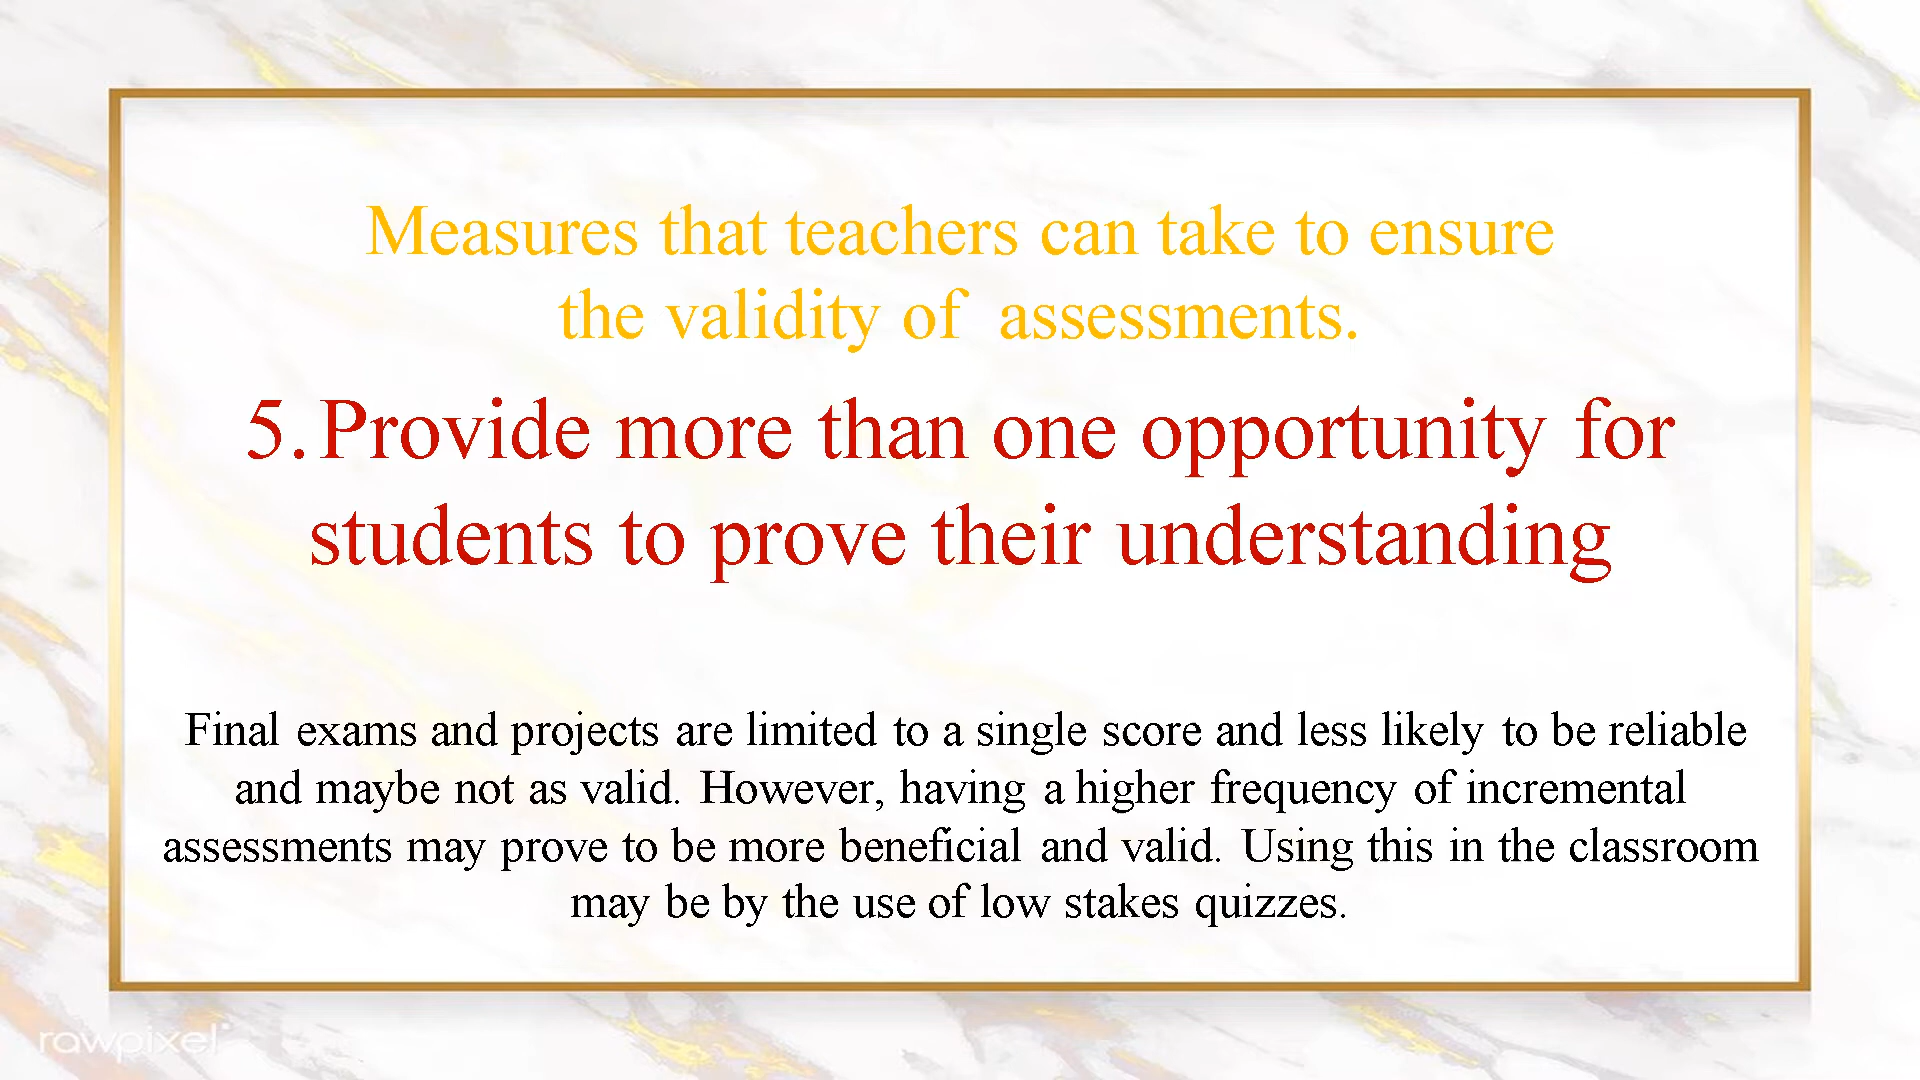 Measures that teachers can take to ensure
the validity of  assessments.
5. Provide more than one opportunity for
students to prove their understanding
Final exams and projects are limited to a single score and less likely to be reliable
and maybe not as valid. However, having a higher frequency of incremental
assessments may prove to be more beneficial and valid. Using this in the classroom
may be by the use of low stakes quizzes.
rawpixel